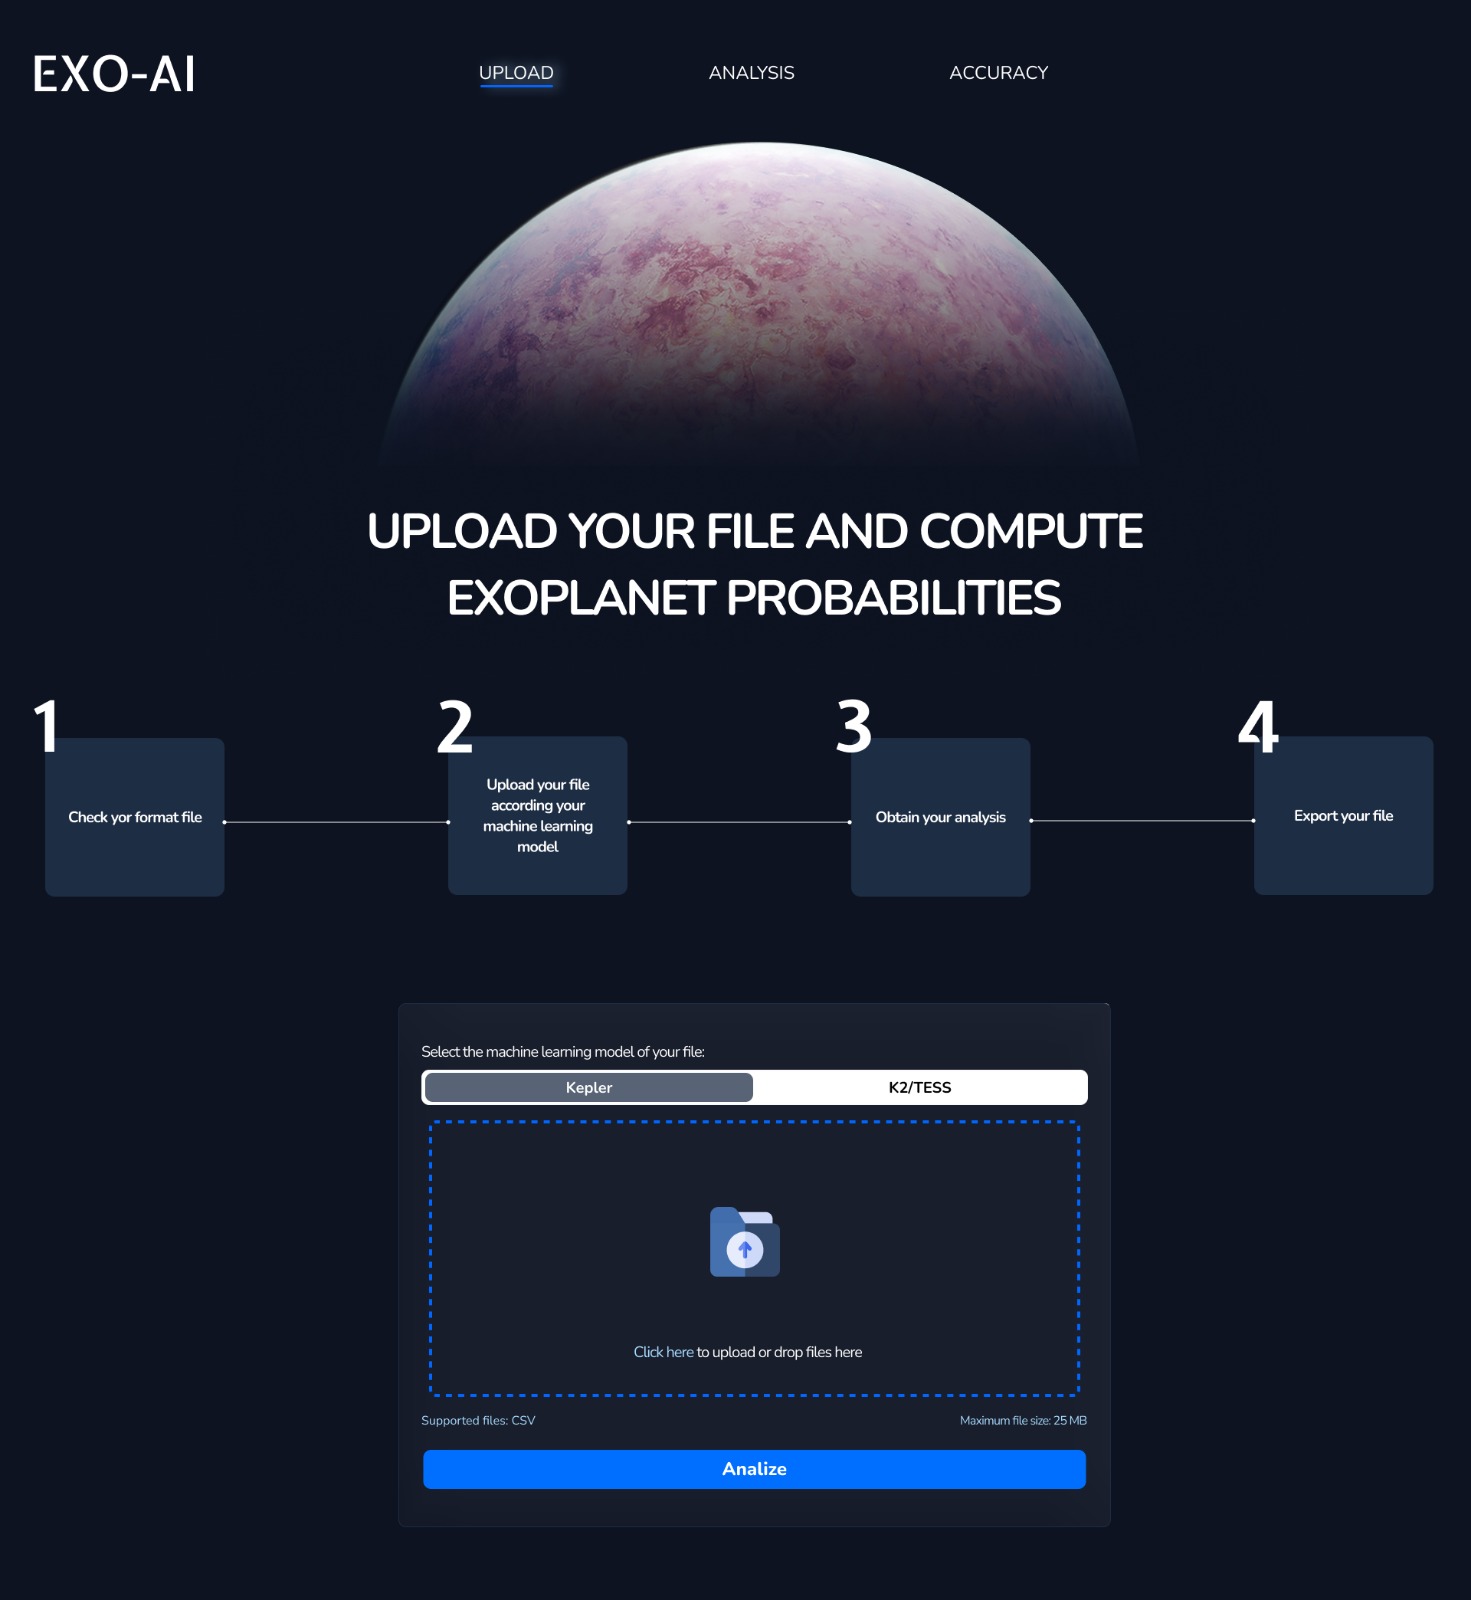 EXO-AI
UPLOAD
ANALYSIS
ACCURACY
UPLOAD YOUR FILE AND COMPUTE
EXOPLANET PROBABILITIES
1
Check yor format file
2
Upload your file
according your
machine learning
model
3
Obtain your analysis
4
Export your file
Select the machine learning model of your file:
Kepler
K2/TESS
Click here to upload or drop files here
Supported files: CSV
Maximum file size: 25 MB
Analize